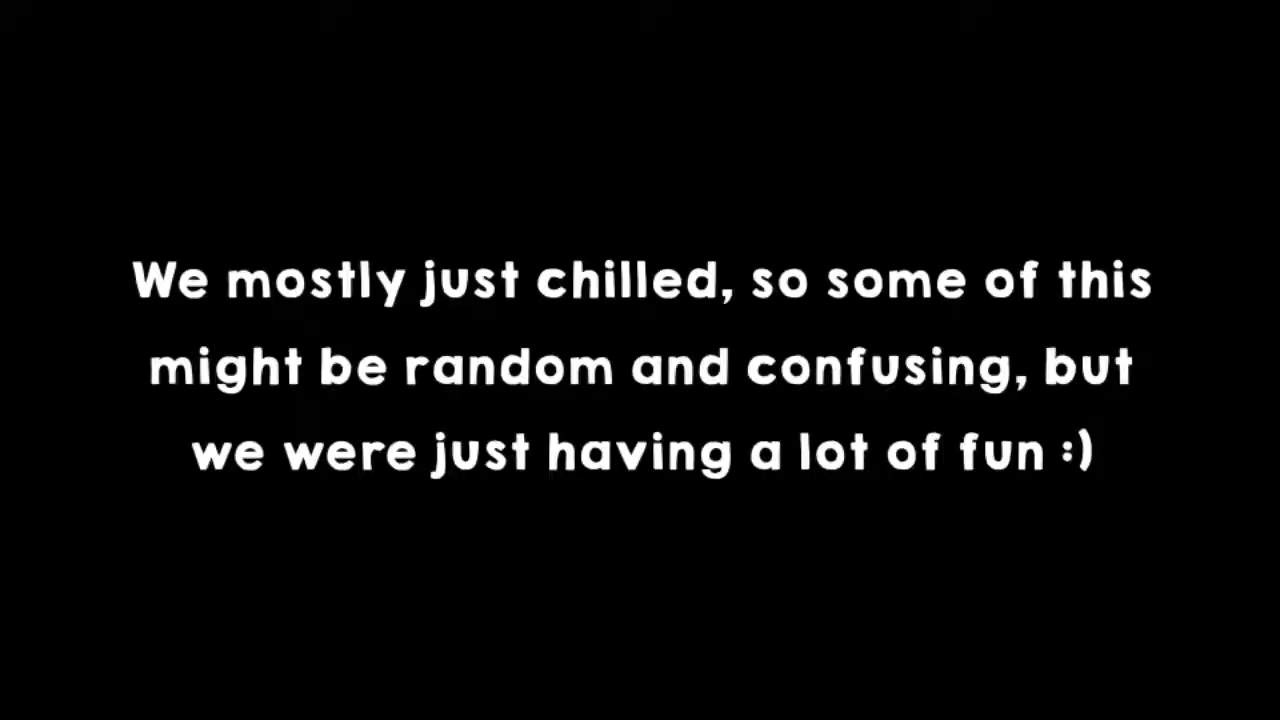 We mostly just chilled, so some of this
might be random and confusing, but
we were just having a lot of fun :)